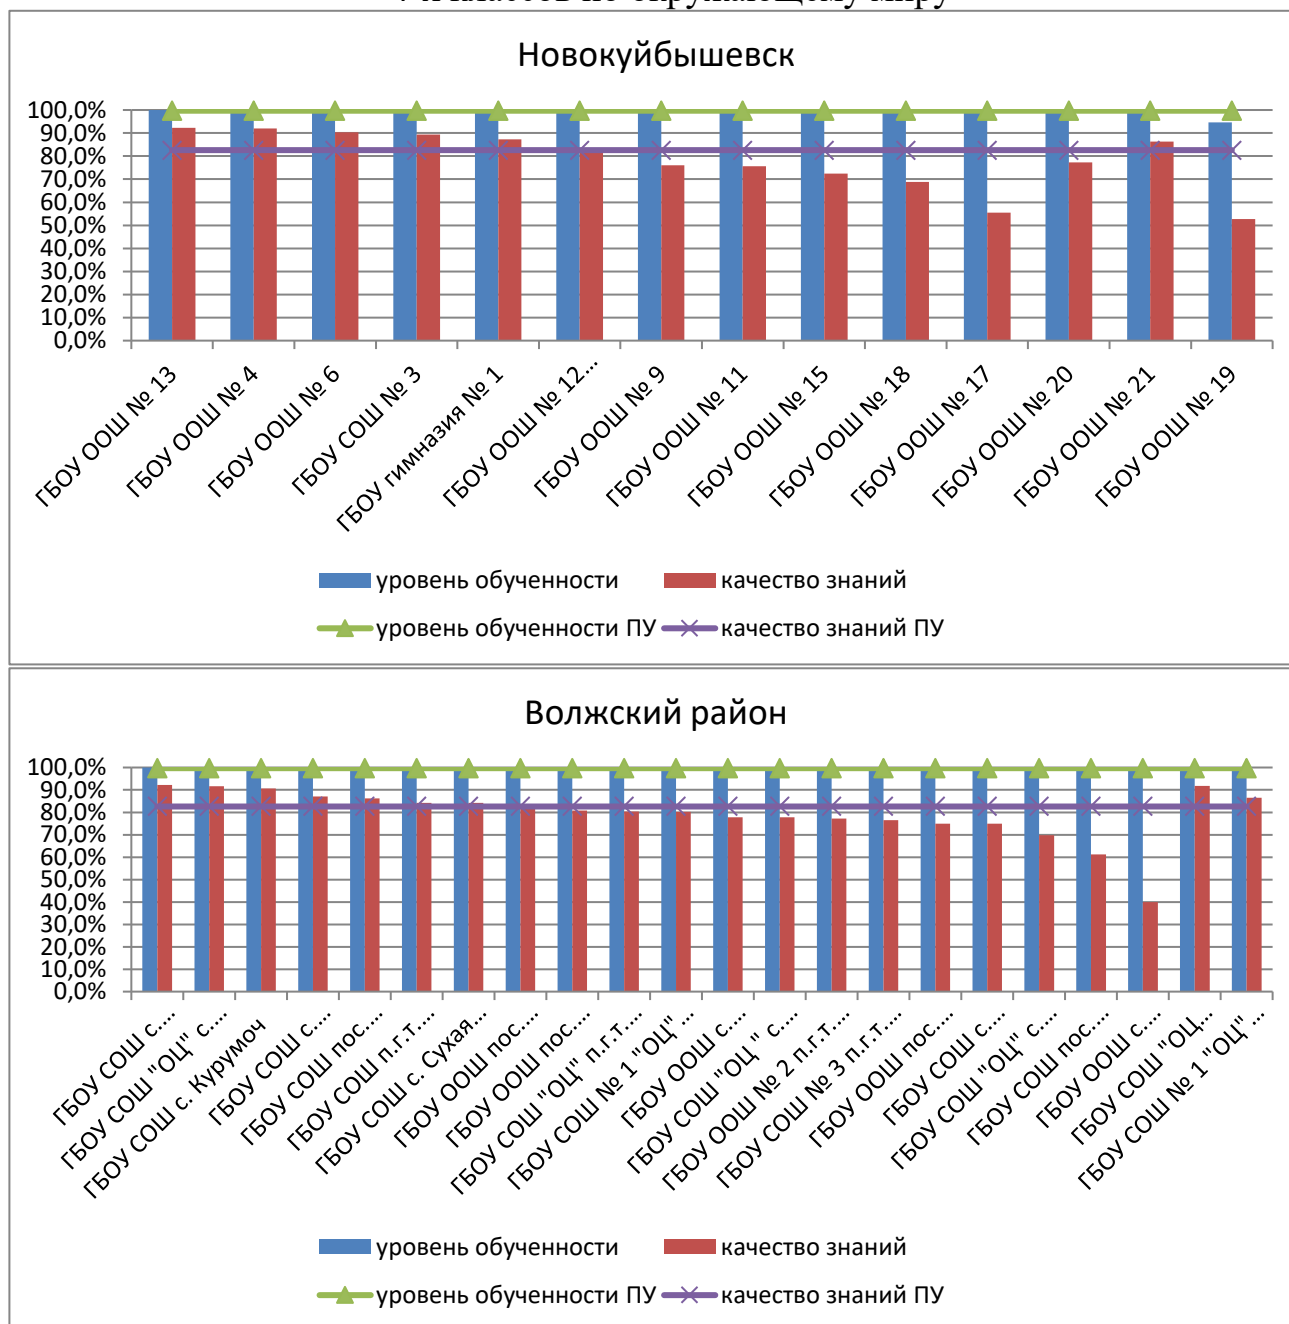 классов по окружающему миру
Новокуйбышевск
100,0%
90,0%
80,0%
70,0%
60,0%
50,0%
40,0%
30,0%
20,0%
10,0%
0,0%
ГБОУ ООШ № 13
ГБОУ ООШ № 4
ГБОУ ООШ № 6
ГБОУ СОШ № 3
ГБОУ гимназия № 1
ГБОУ ООШ № 12...
ГБОУ ООШ № 9
ГБОУ ООШ № 11
ГБОУ ООШ № 15
ГБОУ ООШ № 18
ГБОУ ООШ № 17
ГБОУ ООШ № 20
ГБОУ ООШ № 21
ГБОУ ООШ № 19
уровень обученности
качество знаний
уровень обученности ПУ
качество знаний ПУ
Волжский район
100,0%
90,0%
80,0%
70,0%
60,0%
50,0%
40,0%
30,0%
20,0%
10,0%
0,0%
ГБОУ СОШ с....
ГБОУ СОШ "ОЦ" с....
ГБОУ СОШ с. Курумоч
ГБОУ СОШ с....
ГБОУ СОШ пос....
ГБОУ СОШ п.г.т....
ГБОУ СОШ с. Сухая...
ГБОУ ООШ пос....
ГБОУ ООШ пос....
ГБОУ СОШ "ОЦ" п.г.т....
ГБОУ СОШ № 1 "ОЦ" ...
ГБОУ ООШ с....
ГБОУ СОШ "ОЦ " с....
ГБОУ ООШ № 2 п.г.т....
ГБОУ СОШ № 3 п.г.т....
ГБОУ ООШ пос....
ГБОУ СОШ с....
ГБОУ СОШ "ОЦ" с....
ГБОУ СОШ пос....
ГБОУ ООШ с....
ГБОУ СОШ "ОЦ...
ГБОУ СОШ № 1 "ОЦ" ...
уровень обученности
качество знаний
уровень обученности ПУ
качество знаний ПУ